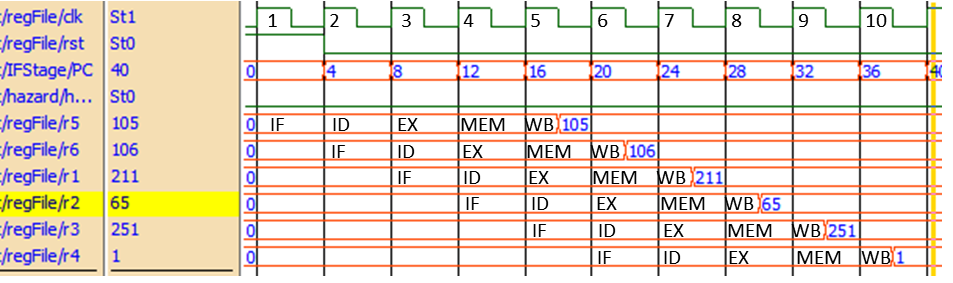 :/regFile/clk St1 1 2 3 4 5 6 7 8 9 10
:/regFile/rst St0
:/IFStage/PC 40 0 4 8 12 16 20 24 28 32 36 40
:/hazard/h... St0
:/regFile/r5 105 0 IF ID EX MEM WB 105
:/regFile/r6 106 0 IF ID EX MEM WB 106
:/regFile/r1 211 0 IF ID EX MEM WB 211
:/regFile/r2 65 0 IF ID EX MEM WB 65
:/regFile/r3 251 0 IF ID EX MEM WB 251
:/regFile/r4 1 0 IF ID EX MEM WB 1